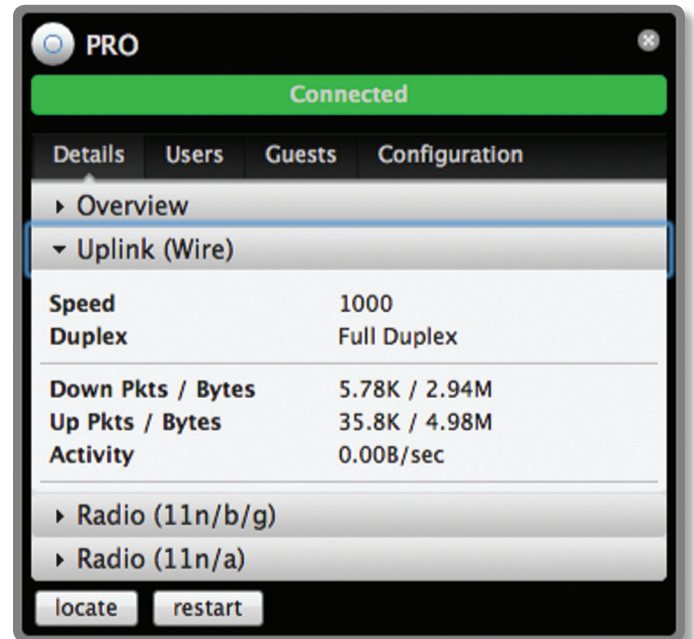 PRO
Connected
Details Users Guests Configuration
Overview
Uplink (Wire)
Speed 1000
Duplex Full Duplex
Down Pkts / Bytes 5.78K / 2.94M
Up Pkts / Bytes 35.8K / 4.98M
Activity 0.00B/sec
Radio (11n/b/g)
Radio (11n/a)
locate restart